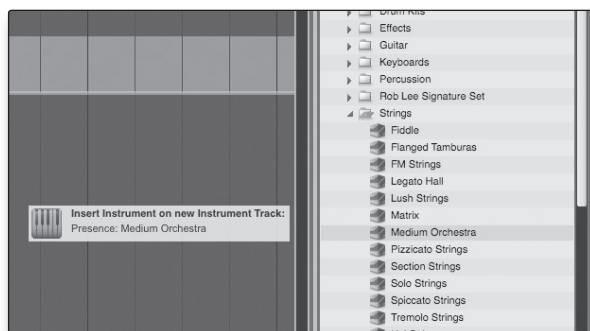 Drum Kits
Effects
Guitar
Keyboards
Percussion
Rob Lee Signature Set
Strings
Fiddle
Flanged Tamburas
FM Strings
Legato Hall
Lush Strings
Matrix
Medium Orchestra
Pizzicato Strings
Section Strings
Solo Strings
Spiccato Strings
Tremolo Strings
Insert Instrument on new Instrument Track:
Presence: Medium Orchestra